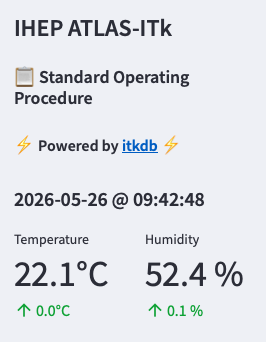 IHEP ATLAS-ITk
📋 Standard Operating
Procedure
⚡ Powered by itkdb ⚡
2026-05-26 @ 09:42:48
Temperature Humidity
22.1°C 52.4 %
↑ 0.0°C ↑ 0.1 %